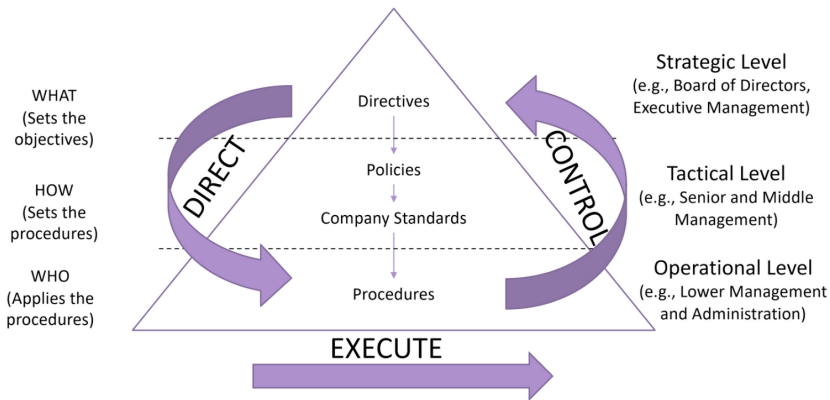 WHAT
(Sets the
objectives)
HOW
(Sets the
procedures)
WHO
(Applies the
procedures)
DIRECT
Directives
Policies
Company Standards
Procedures
CONTROL
EXECUTE
Strategic Level
(e.g., Board of Directors,
Executive Management)
Tactical Level
(e.g., Senior and Middle
Management)
Operational Level
(e.g., Lower Management
and Administration)